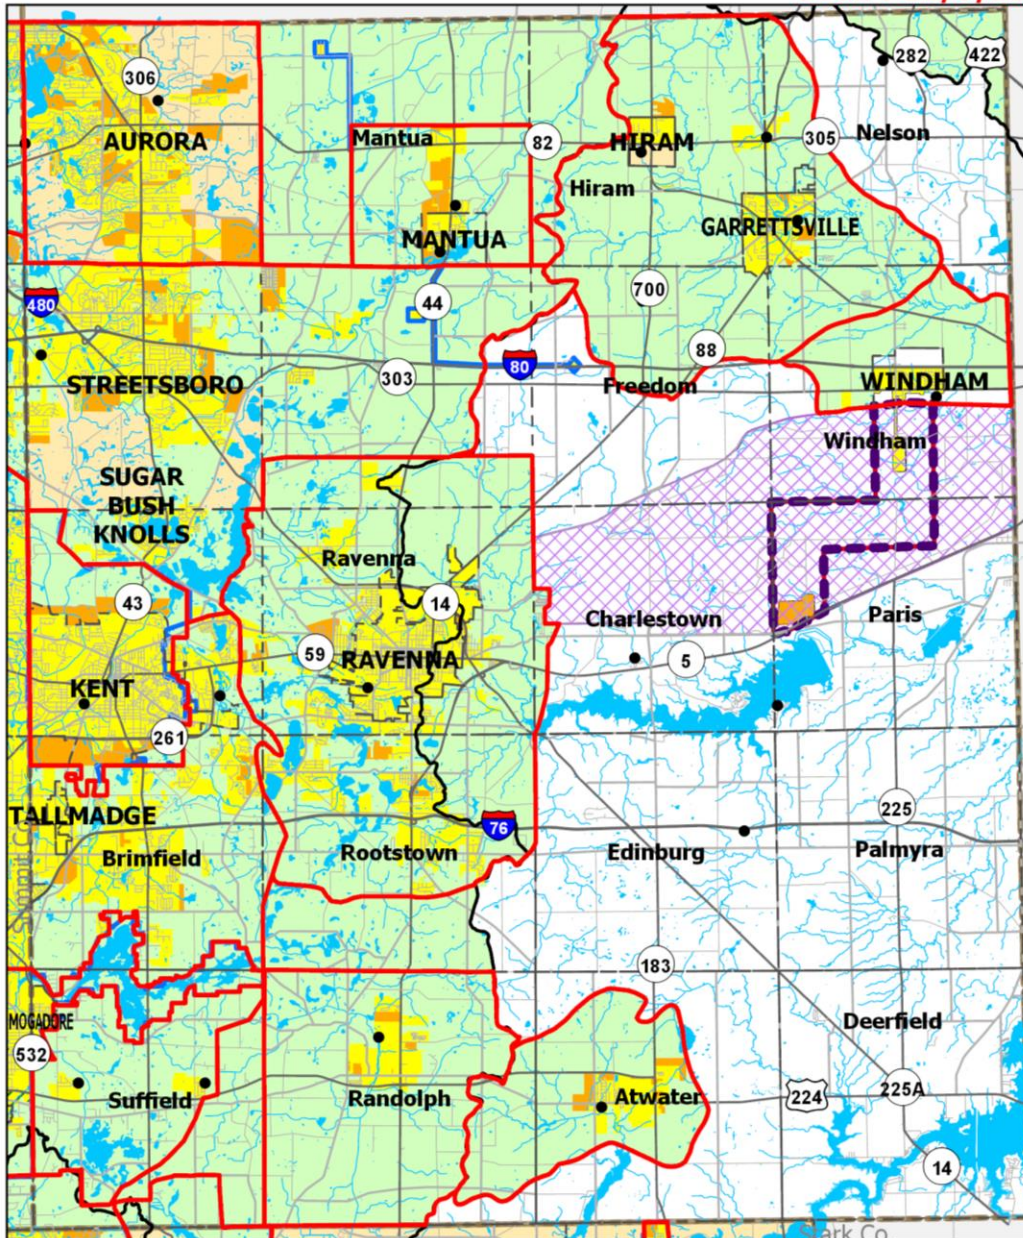 282
422
306
AURORA
Mantua
82
HIRAM
305
Nelson
Hiram
MANTUA
GARRETTSVILLE
480
44
700
80
88
303
STREETSBORO
Freedom
WINDHAM
Windham
SUGAR
BUSH
KNOLLS
Ravenna
43
14
Charlestown
Paris
59
RAVENNA
5
KENT
261
TALLMADGE
76
225
Brimfield
Rootstown
Edinburg
Palmyra
183
MOGADORE
Deerfield
532
Suffield
Randolph
Atwater
224
225A
14
Stark Co